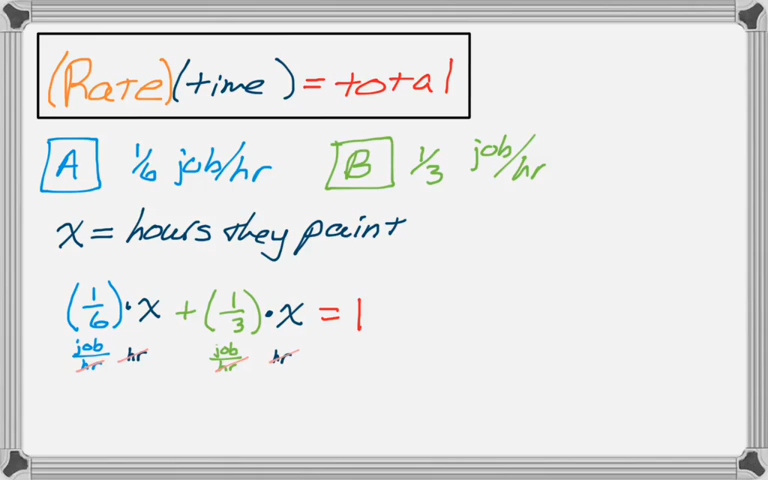 (Rate)(time) = total
A 1/6 job/hr B 1/3 job/hr
x = hours they paint
(1/6)·x + (1/3)·x = 1
job/hr hr job/hr hr